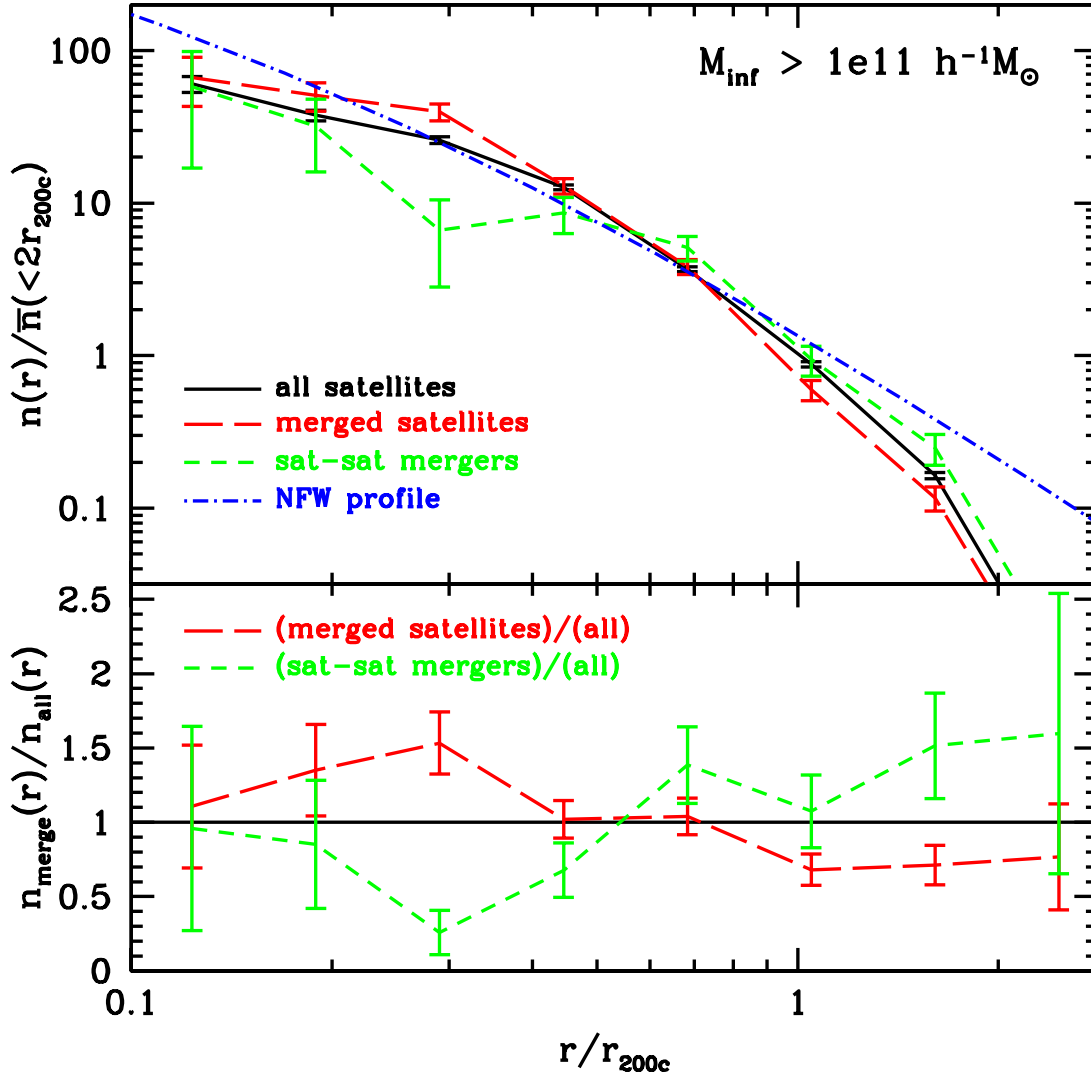 M_inf > 1e11 h⁻¹M_⊙
n(r)/n̅(<2r_200c)
100
10
1
0.1
all satellites
merged satellites
sat-sat mergers
NFW profile
n_merge(r)/n_all(r)
2.5
2
1.5
1
0.5
0
(merged satellites)/(all)
(sat-sat mergers)/(all)
0.1
1
r/r_200c